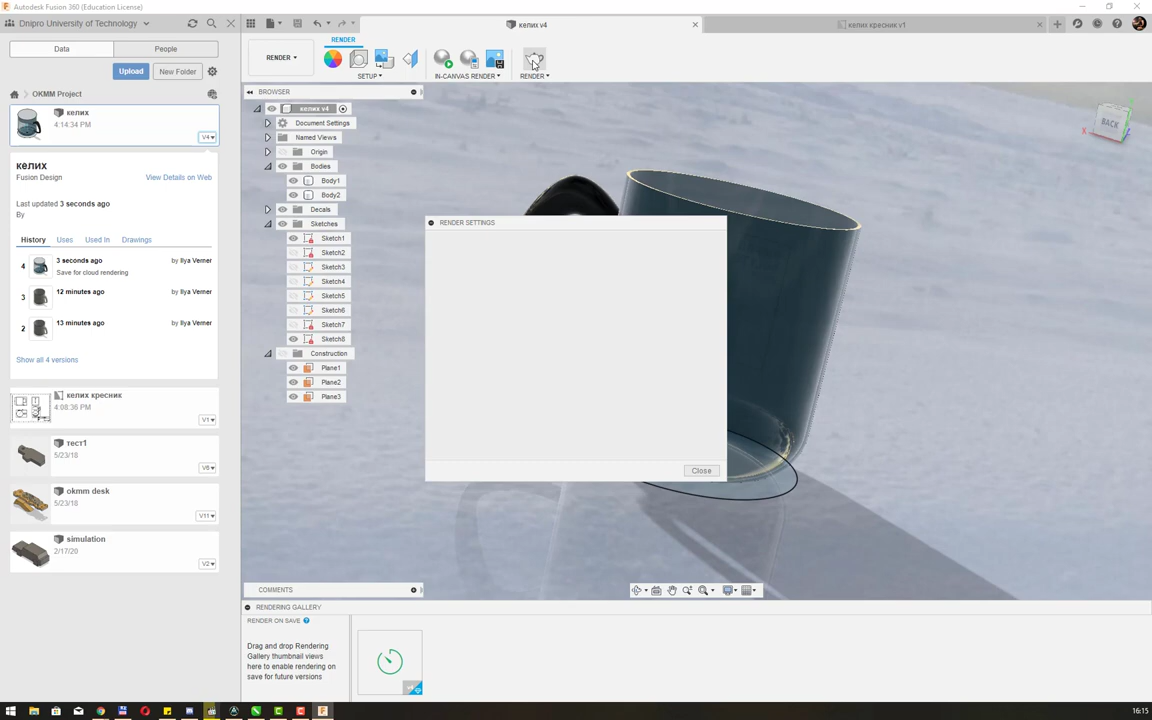 Autodesk Fusion 360 (Education License)
Dnipro University of Technology
келих v4
келих кресник v1
Data
People
Upload
New Folder
OKMM Project
келих
4:14:34 PM
V4
келих
Fusion Design
View Details on Web
Last updated 3 seconds ago
By
History
Uses
Used In
Drawings
4
3 seconds ago
by Ilya Verner
Save for cloud rendering
3
12 minutes ago
by Ilya Verner
2
13 minutes ago
by Ilya Verner
Show all 4 versions
келих кресник
4:08:36 PM
V1
тест1
5/23/18
V8
okmm desk
5/23/18
V11
simulation
2/17/20
V2
RENDER
RENDER
SETUP
IN-CANVAS RENDER
RENDER
BROWSER
келих v4
Document Settings
Named Views
Origin
Bodies
Body1
Body2
Decals
Sketches
Sketch1
Sketch2
Sketch3
Sketch4
Sketch5
Sketch6
Sketch7
Sketch8
Construction
Plane1
Plane2
Plane3
RENDER SETTINGS
Close
BACK
X
COMMENTS
RENDERING GALLERY
RENDER ON SAVE
Drag and drop Rendering
Gallery thumbnail views
here to enable rendering on
save for future versions
16:15